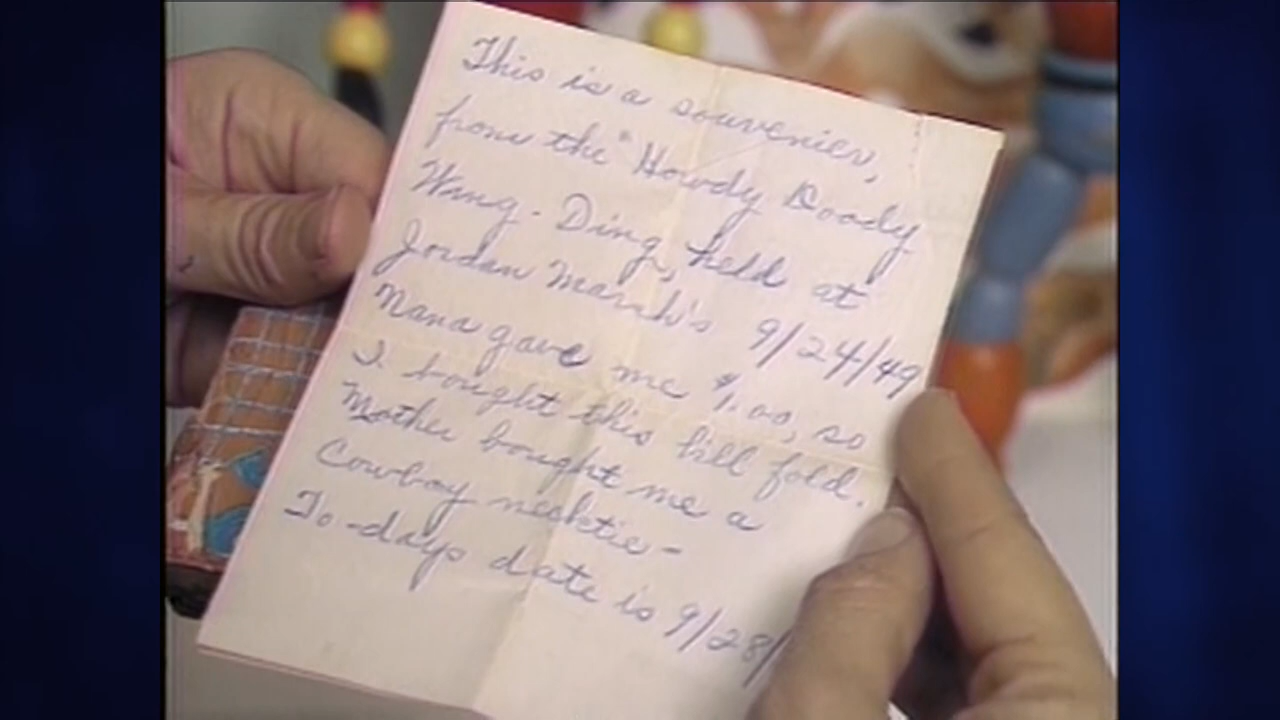 This is a souvenier,
from the "Howdy Doody
Wing-Ding, held at
Jordan Marsh's 9/24/49
Nana gave me $1.00, so
I bought this bill fold.
Mother bought me a
Cowboy necktie-
To-days date is 9/28/